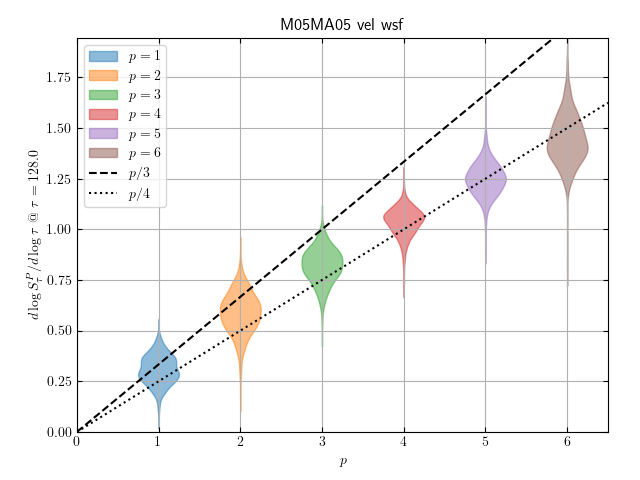 M05MA05 vel wsf
d log S_τ^p / d log τ @ τ = 128.0
1.75
1.50
1.25
1.00
0.75
0.50
0.25
0.00
p = 1
p = 2
p = 3
p = 4
p = 5
p = 6
p/3
p/4
0 1 2 3 4 5 6
p